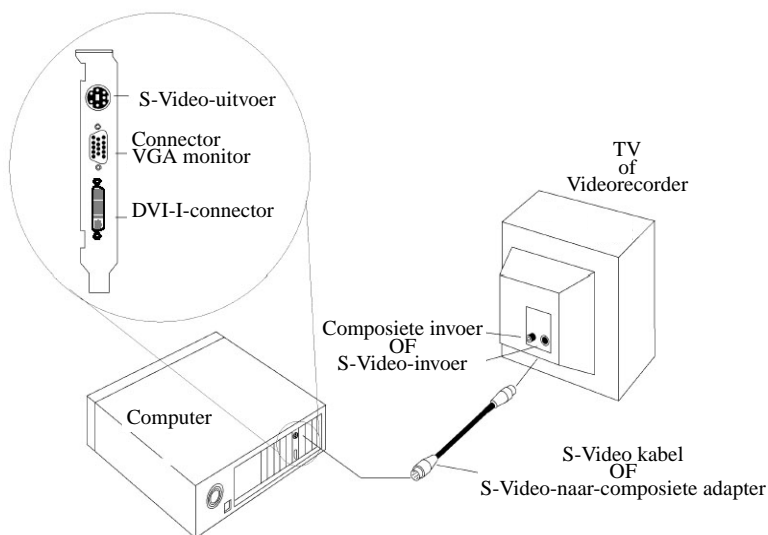 S-Video-uitvoer
Connector
VGA monitor
DVI-I-connector
TV
of
Videorecorder
Composiete invoer
OF
S-Video-invoer
Computer
S-Video kabel
OF
S-Video-naar-composiete adapter